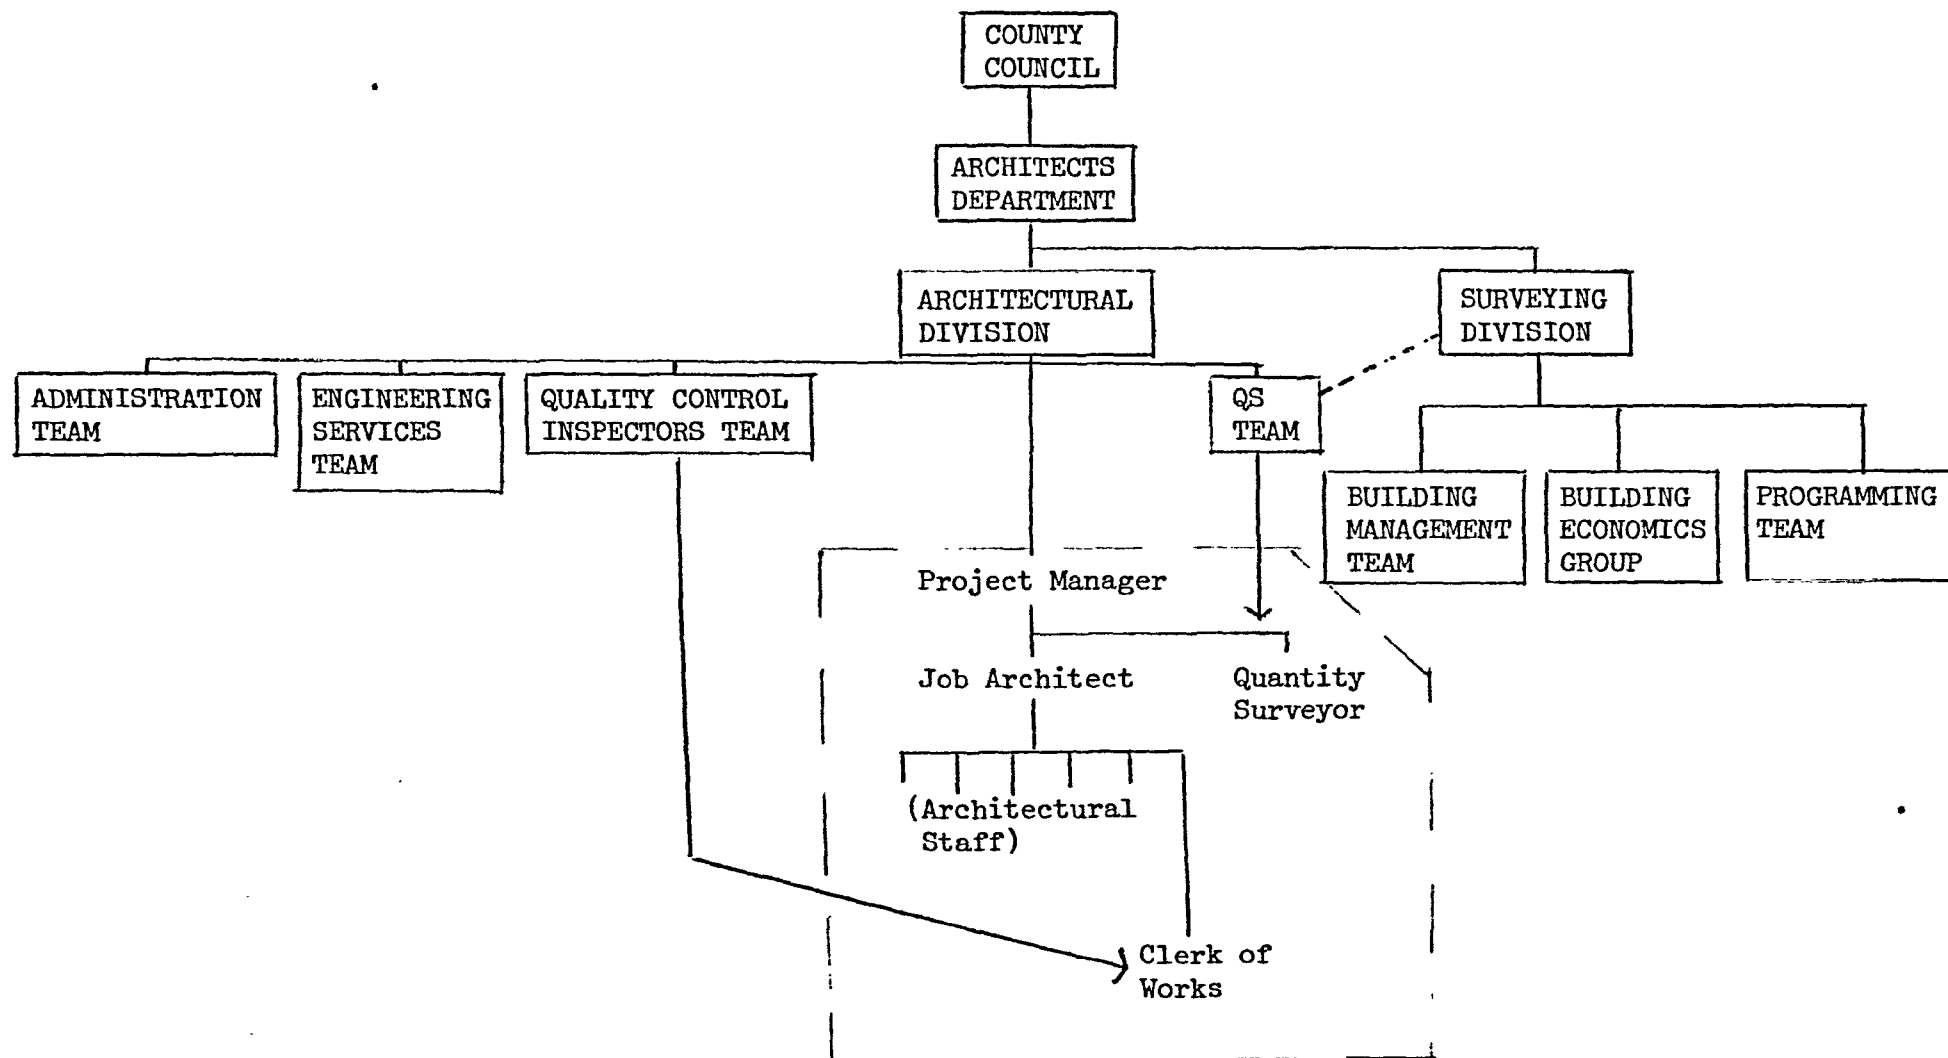 COUNTY
COUNCIL
ARCHITECTS
DEPARTMENT
ARCHITECTURAL
DIVISION
SURVEYING
DIVISION
ADMINISTRATION
TEAM
ENGINEERING
SERVICES
TEAM
QUALITY CONTROL
INSPECTORS TEAM
QS
TEAM
BUILDING
MANAGEMENT
TEAM
BUILDING
ECONOMICS
GROUP
PROGRAMMING
TEAM
Project Manager
Job Architect
Quantity
Surveyor
(Architectural
Staff)
Clerk of
Works